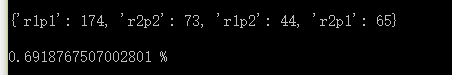 {'r1p1': 174, 'r2p2': 73, 'r1p2': 44, 'r2p1': 65}
0.6918767507002801 %